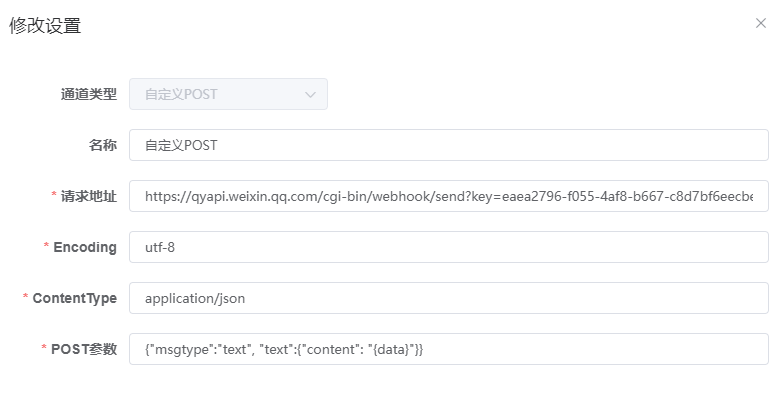 修改设置
通道类型 自定义POST
名称 自定义POST
* 请求地址 https://qyapi.weixin.qq.com/cgi-bin/webhook/send?key=eaea2796-f055-4af8-b667-c8d7bf6eecbe
* Encoding utf-8
* ContentType application/json
* POST参数 {"msgtype":"text", "text":{"content": "{data}"}}